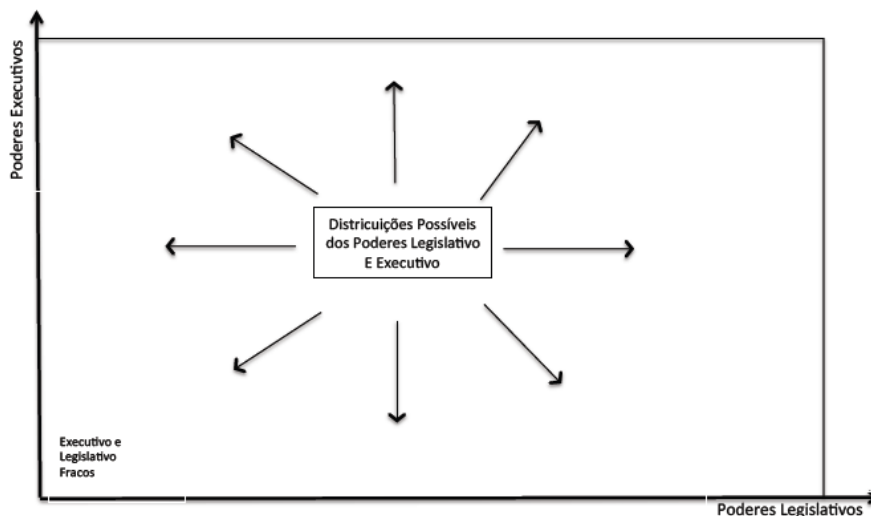 Poderes Executivos
Districuições Possíveis
dos Poderes Legislativo
E Executivo
Executivo e
Legislativo
Fracos
Poderes Legislativos